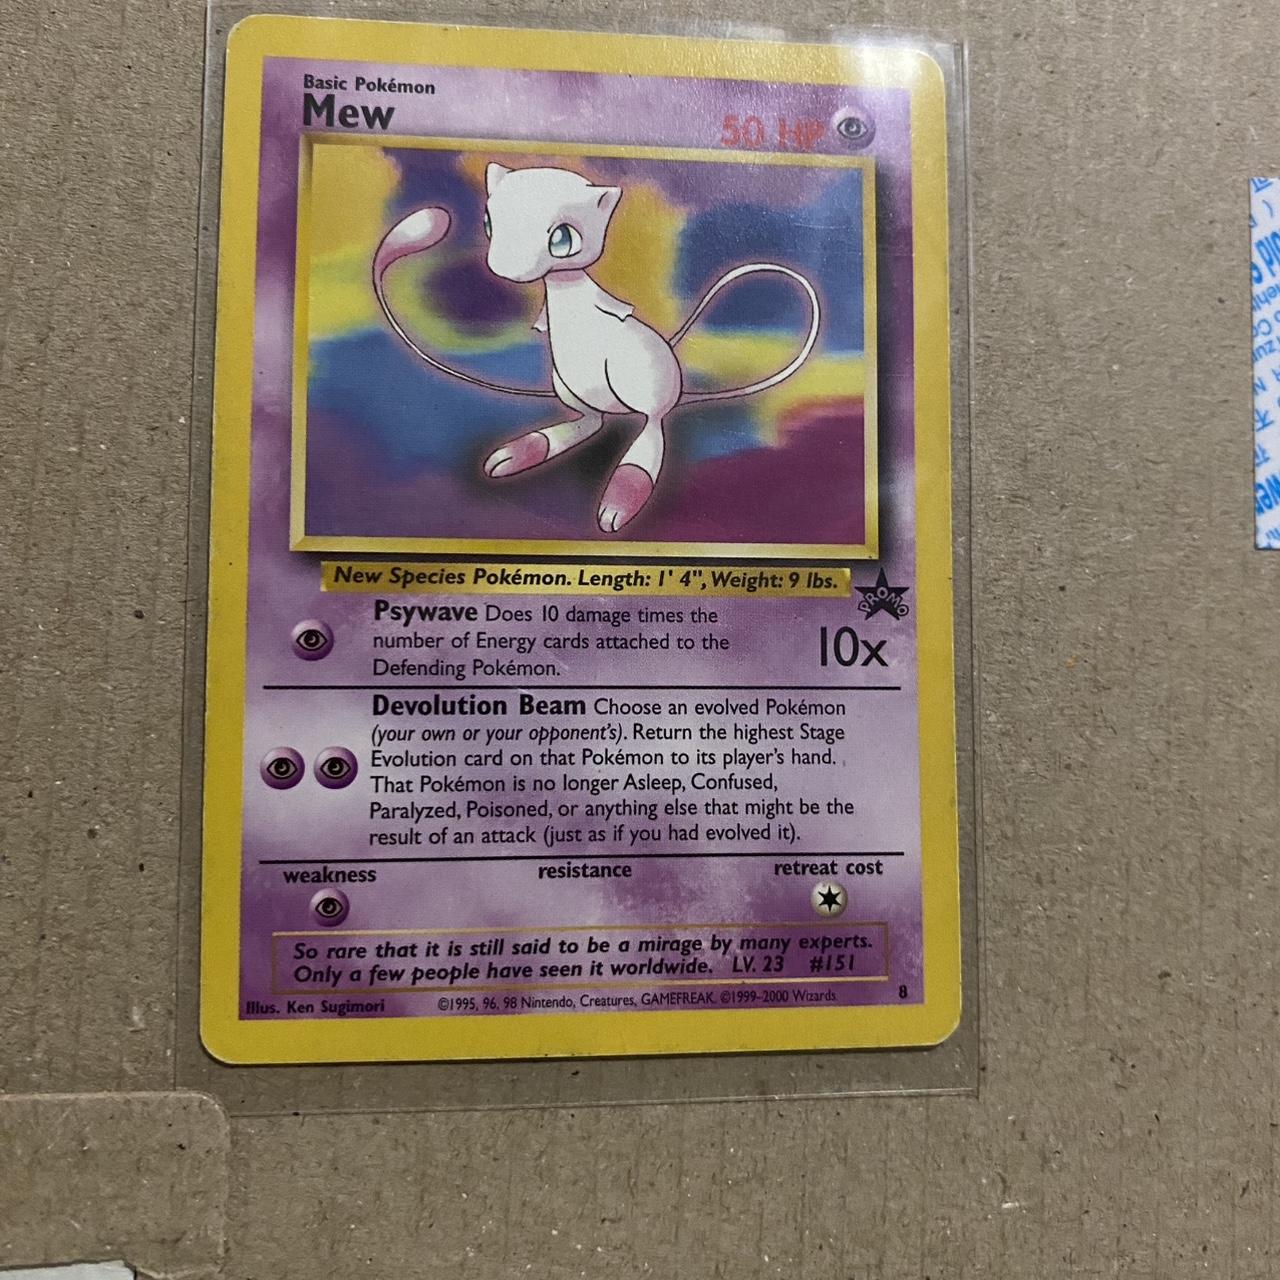 Basic Pokémon
Mew
50 HP
New Species Pokémon. Length: 1' 4", Weight: 9 lbs.
PROMO
Psywave Does 10 damage times the
number of Energy cards attached to the
Defending Pokémon.
10x
Devolution Beam Choose an evolved Pokémon
(your own or your opponent's). Return the highest Stage
Evolution card on that Pokémon to its player's hand.
That Pokémon is no longer Asleep, Confused,
Paralyzed, Poisoned, or anything else that might be the
result of an attack (just as if you had evolved it).
weakness resistance retreat cost
So rare that it is still said to be a mirage by many experts.
Only a few people have seen it worldwide. LV. 23 #151
Illus. Ken Sugimori ©1995, 96, 98 Nintendo, Creatures, GAMEFREAK. ©1999-2000 Wizards. 8